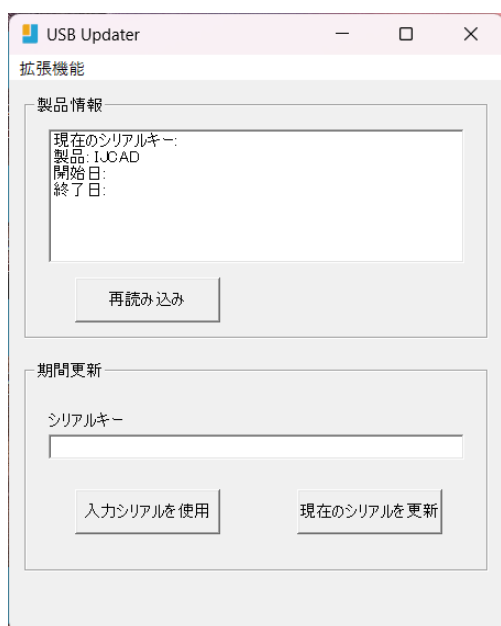 USB Updater
拡張機能
製品情報
現在のシリアルキー:
製品: IJCAD
開始日:
終了日:
再読み込み
期間更新
シリアルキー
入力シリアルを使用
現在のシリアルを更新